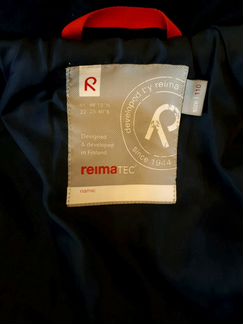 R
developed by reima
since 1944
Designed
& developed
in Finland
reimaTEC®
name:
110